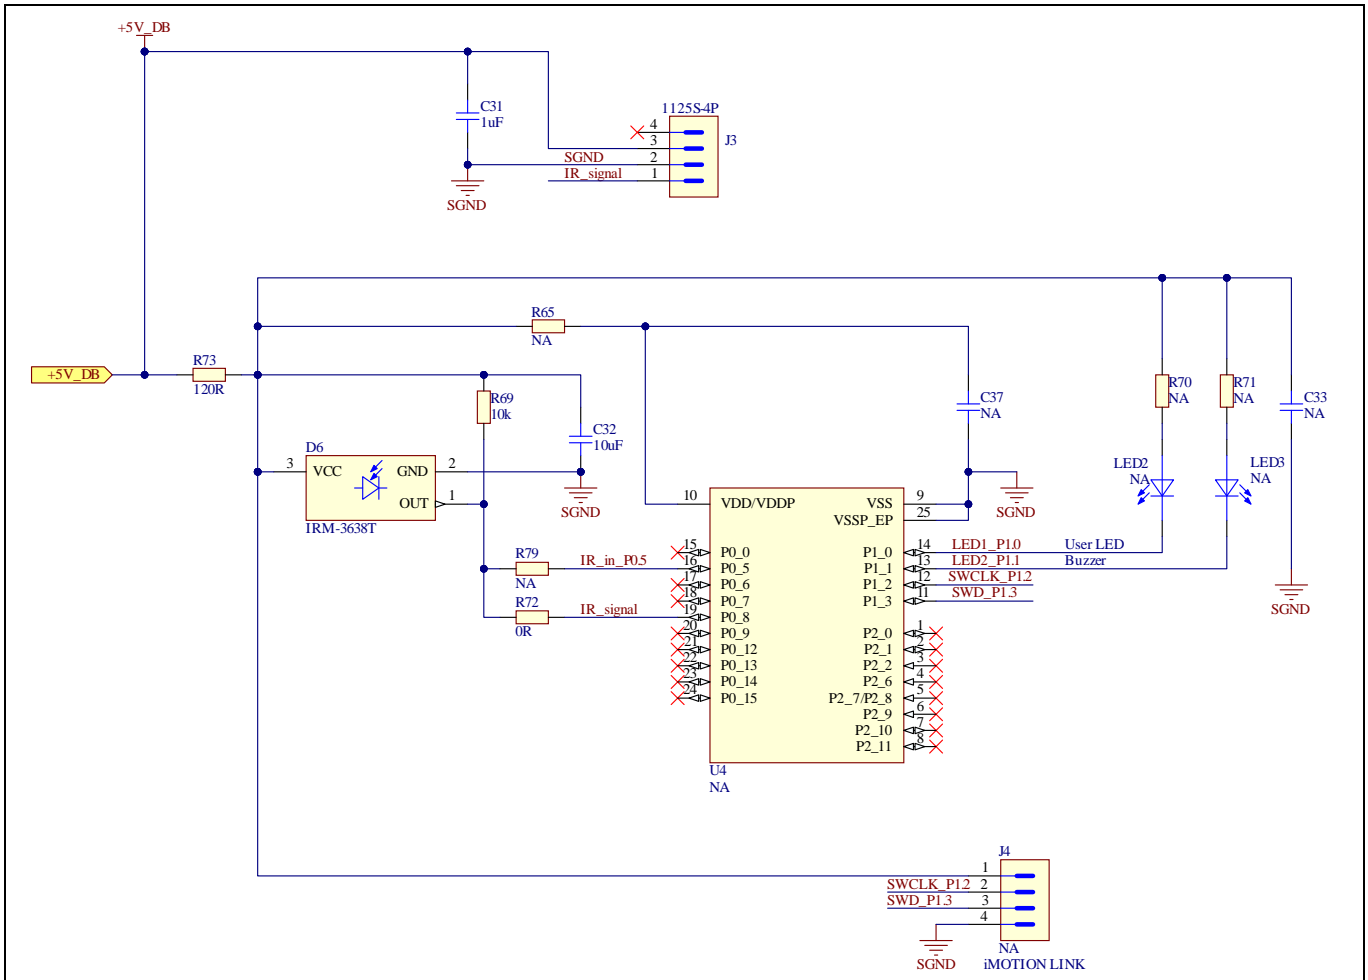 +5V_DB
C31
1uF
1125S-4P
J3
4
3
SGND 2
IR_signal 1
SGND
R65
NA
+5V_DB
R73
120R
R69
10k
C32
10uF
C37
NA
R70
NA
R71
NA
C33
NA
D6
3 VCC GND 2
OUT 1
IRM-3638T
SGND
SGND
LED2
NA
LED3
NA
SGND
10 VDD/VDDP VSS 9
VSSP_EP 25
15 P0_0 P1_0 14 LED1_P1.0 User LED
R79
NA
IR_in_P0.5 16 P0_5 P1_1 13 LED2_P1.1 Buzzer
17 P0_6 P1_2 12 SWCLK_P1.2
18 P0_7 P1_3 11 SWD_P1.3
R72
0R
IR_signal 19 P0_8
20 P0_9 P2_0 1
21 P0_12 P2_1 2
22 P0_13 P2_2 3
23 P0_14 P2_6 4
24 P0_15 P2_7/P2_8 5
P2_9 6
P2_10 7
P2_11 8
U4
NA
J4
1
SWCLK_P1.2 2
SWD_P1.3 3
4
SGND
NA
iMOTION LINK